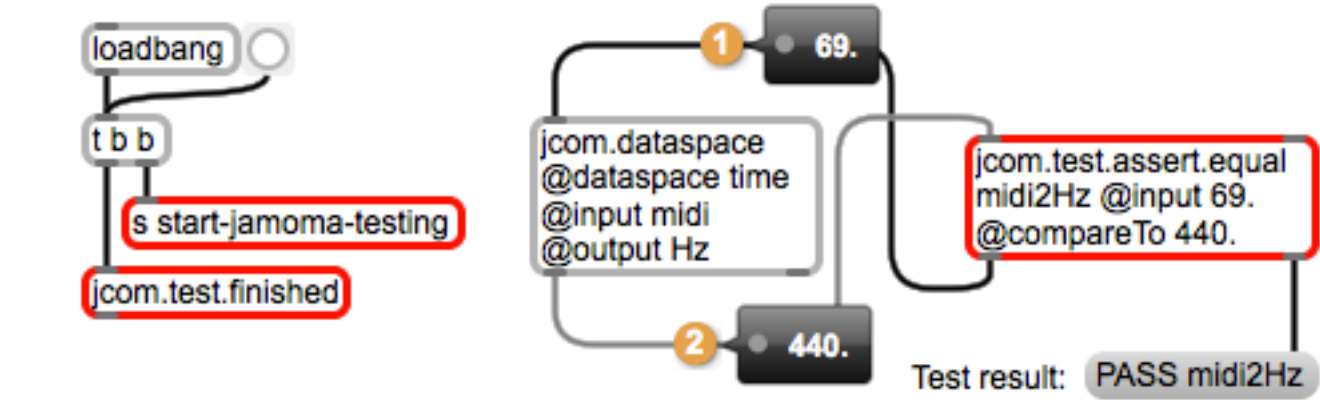 loadbang
t b b
s start-jamoma-testing
jcom.test.finished
1
69.
jcom.dataspace
@dataspace time
@input midi
@output Hz
2
440.
jcom.test.assert.equal
midi2Hz @input 69.
@compareTo 440.
Test result: PASS midi2Hz